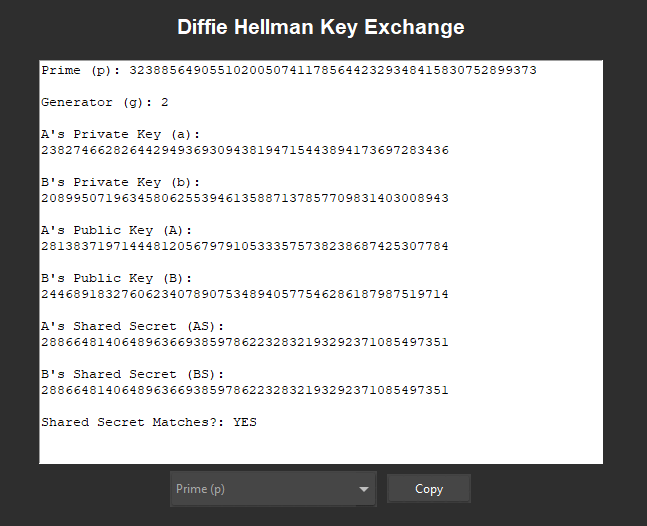 Diffie Hellman Key Exchange
Prime (p): 323885649055102005074117856442329348415830752899373
Generator (g): 2
A's Private Key (a):
238274662826442949369309438194715443894173697283436
B's Private Key (b):
208995071963458062553946135887137857709831403008943
A's Public Key (A):
281383719714448120567979105333575738238687425307784
B's Public Key (B):
244689183276062340789075348940577546286187987519714
A's Shared Secret (AS):
288664814064896366938597862232832193292371085497351
B's Shared Secret (BS):
288664814064896366938597862232832193292371085497351
Shared Secret Matches?: YES
Prime (p)
Copy